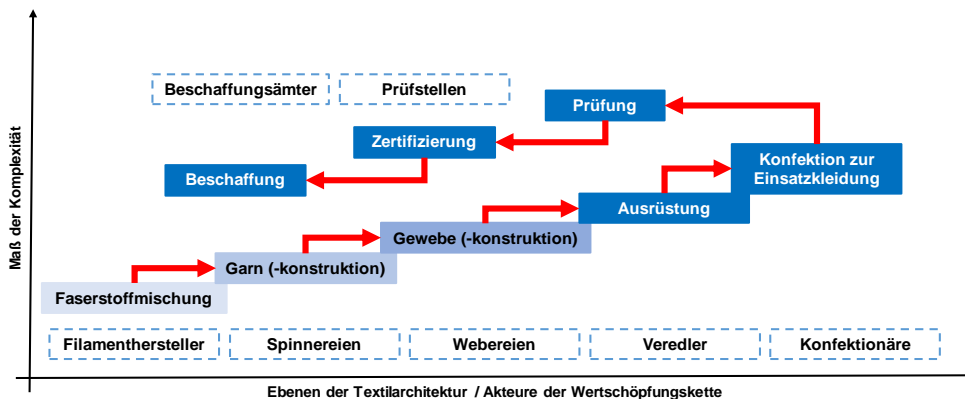 Maß der Komplexität
Beschaffungsämter
Prüfstellen
Prüfung
Zertifizierung
Konfektion zur
Einsatzkleidung
Beschaffung
Ausrüstung
Gewebe (-konstruktion)
Garn (-konstruktion)
Faserstoffmischung
Filamenthersteller
Spinnereien
Webereien
Veredler
Konfektionäre
Ebenen der Textilarchitektur / Akteure der Wertschöpfungskette